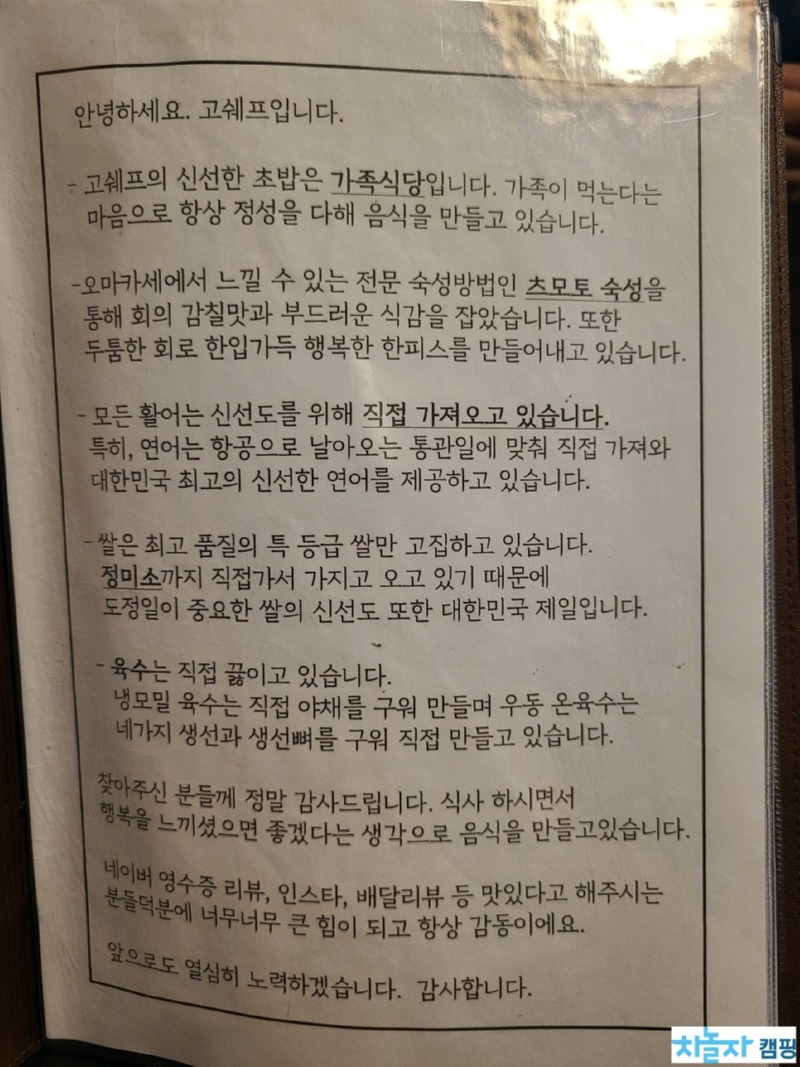 안녕하세요. 고쉐프입니다.
- 고쉐프의 신선한 초밥은 가족식당입니다. 가족이 먹는다는
마음으로 항상 정성을 다해 음식을 만들고 있습니다.
-오마카세에서 느낄 수 있는 전문 숙성방법인 츠모토 숙성을
통해 회의 감칠맛과 부드러운 식감을 잡았습니다. 또한
두툼한 회로 한입가득 행복한 한피스를 만들어내고 있습니다.
- 모든 활어는 신선도를 위해 직접 가져오고 있습니다.
특히, 연어는 항공으로 날아오는 통관일에 맞춰 직접 가져와
대한민국 최고의 신선한 연어를 제공하고 있습니다.
- 쌀은 최고 품질의 특 등급 쌀만 고집하고 있습니다.
정미소까지 직접가서 가지고 오고 있기 때문에
도정일이 중요한 쌀의 신선도 또한 대한민국 제일입니다.
- 육수는 직접 끓이고 있습니다.
냉모밀 육수는 직접 야채를 구워 만들며 우동 온육수는
네가지 생선과 생선뼈를 구워 직접 만들고 있습니다.
찾아주신 분들께 정말 감사드립니다. 식사 하시면서
행복을 느끼셨으면 좋겠다는 생각으로 음식을 만들고있습니다.
네이버 영수증 리뷰, 인스타, 배달리뷰 등 맛있다고 해주시는
분들덕분에 너무너무 큰 힘이 되고 항상 감동이에요.
앞으로도 열심히 노력하겠습니다. 감사합니다.
차놀자 캠핑